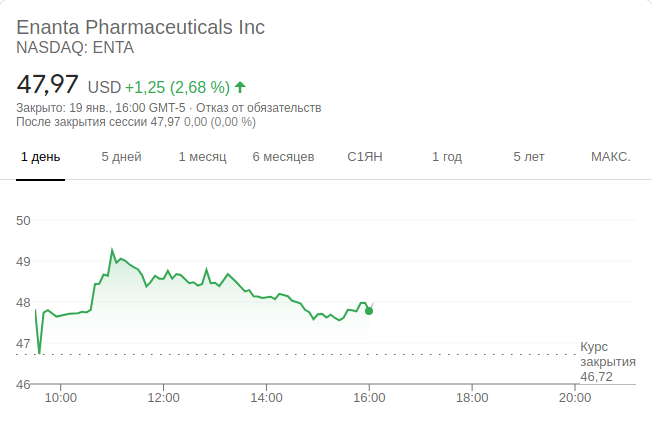 Enanta Pharmaceuticals Inc
NASDAQ: ENTA
47,97 USD +1,25 (2,68 %)
Закрыто: 19 янв., 16:00 GMT-5 · Отказ от обязательств
После закрытия сессии 47,97 0,00 (0,00 %)
1 день 5 дней 1 месяц 6 месяцев С1ЯН 1 год 5 лет МАКС.
50
49
48
47
Курс
закрытия
46,72
46
10:00 12:00 14:00 16:00 18:00 20:00